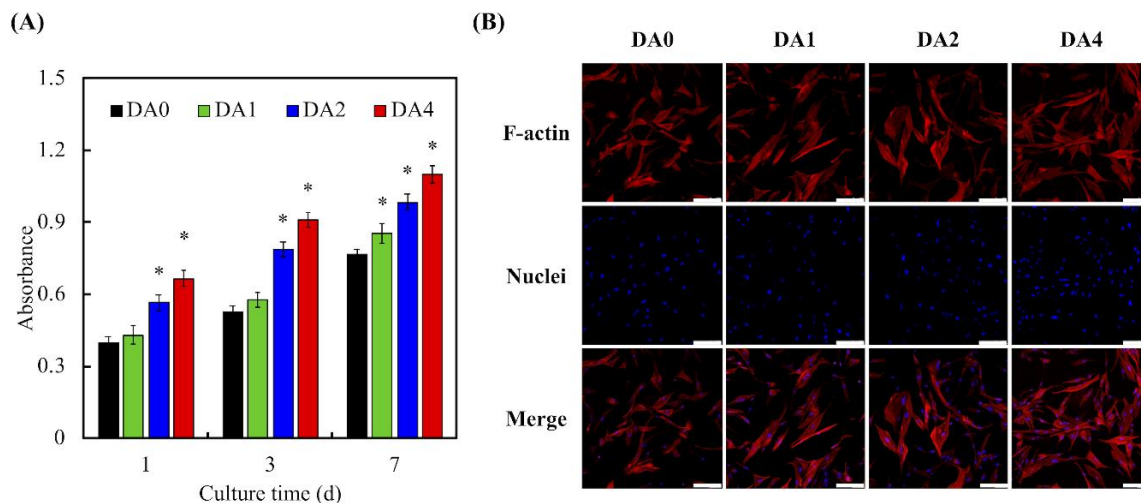 (A)
1.5
DA0 DA1 DA2 DA4
* * * * * * *
1.2
0.9
0.6
0.3
0
Absorbance
1 3 7
Culture time (d)
(B)
DA0 DA1 DA2 DA4
F-actin
Nuclei
Merge